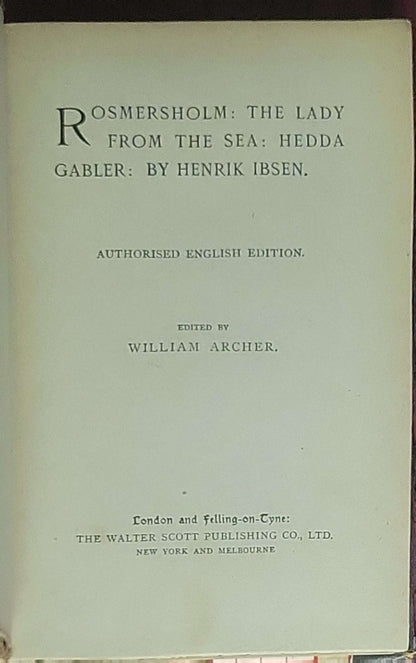 ROSMERSHOLM: THE LADY
FROM THE SEA: HEDDA
GABLER: BY HENRIK IBSEN.
AUTHORISED ENGLISH EDITION.
EDITED BY
WILLIAM ARCHER.
London and Felling-on-Tyne:
THE WALTER SCOTT PUBLISHING CO., LTD.
NEW YORK AND MELBOURNE